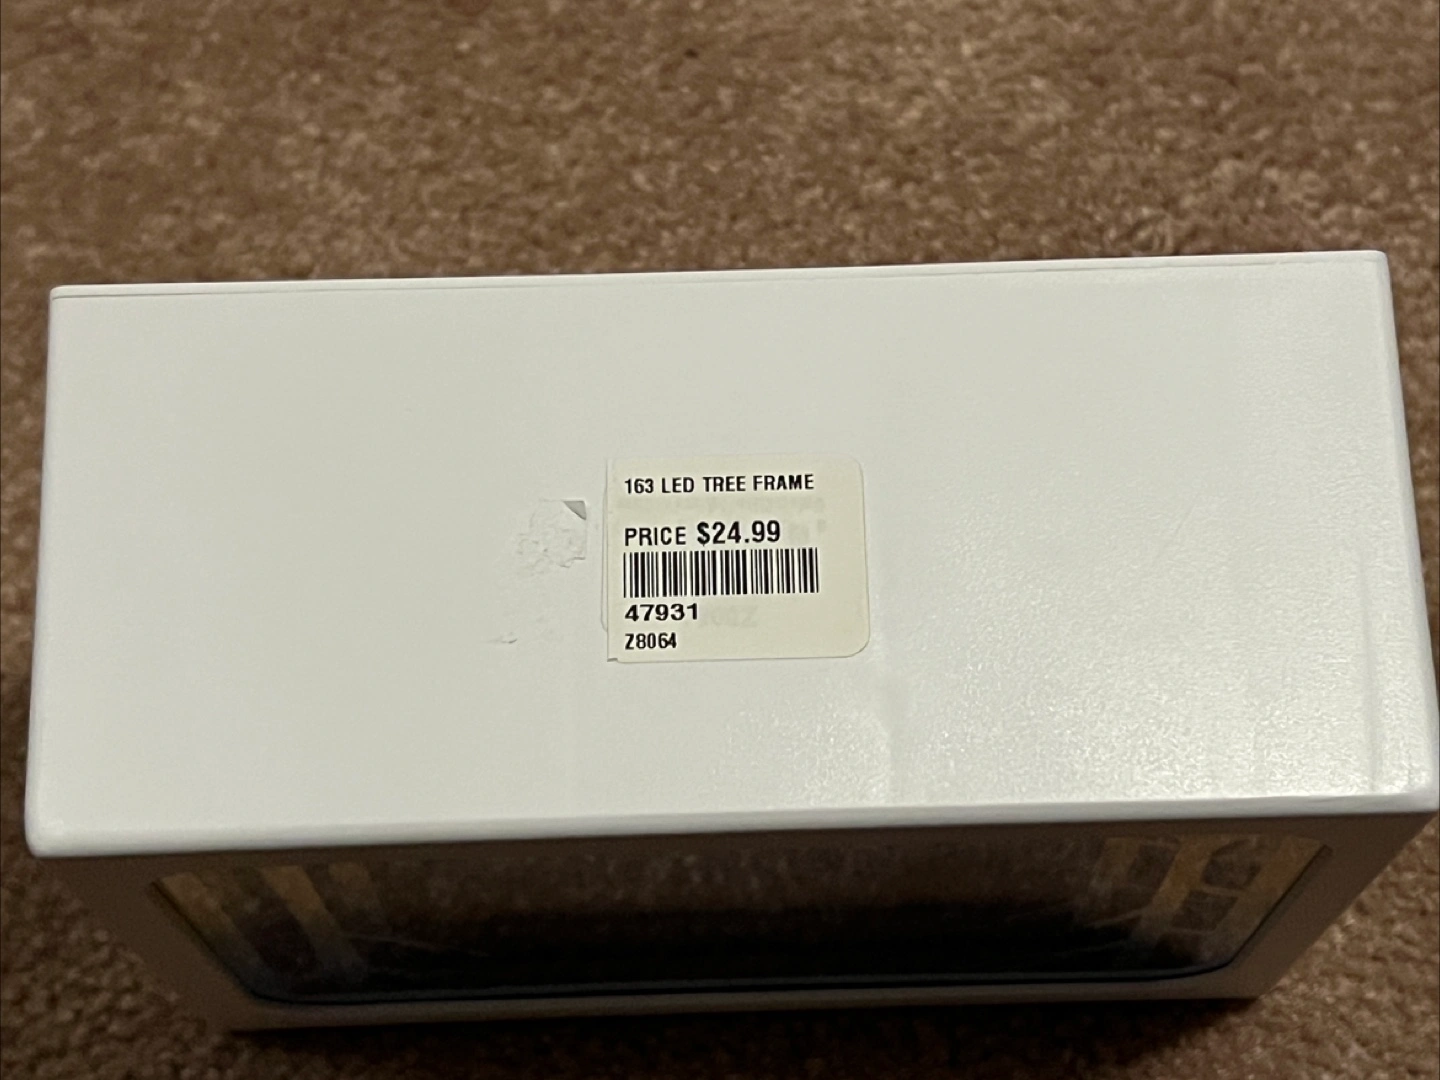 163 LED TREE FRAME
PRICE $24.99
47931
Z8064